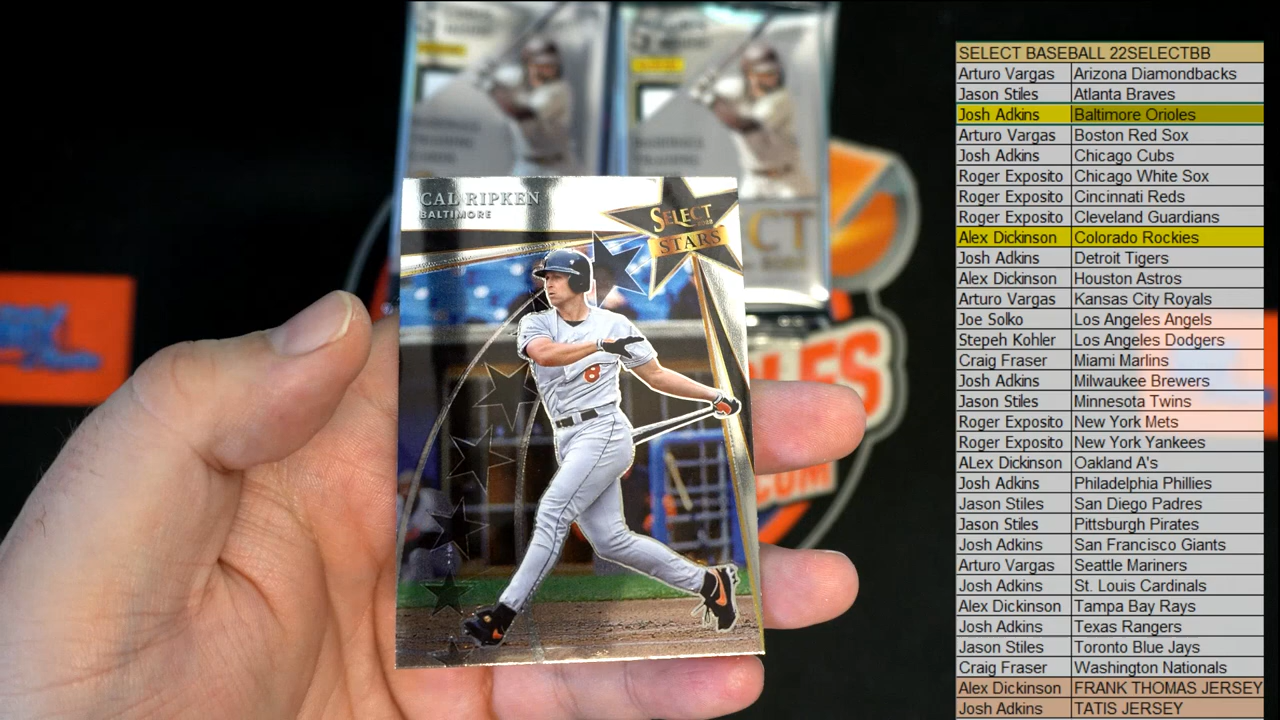 CAL RIPKEN
BALTIMORE
SELECT
STARS
8
CT
LES
.COM
SELECT BASEBALL 22SELECTBB
Arturo Vargas Arizona Diamondbacks
Jason Stiles Atlanta Braves
Josh Adkins Baltimore Orioles
Arturo Vargas Boston Red Sox
Josh Adkins Chicago Cubs
Roger Exposito Chicago White Sox
Roger Exposito Cincinnati Reds
Roger Exposito Cleveland Guardians
Alex Dickinson Colorado Rockies
Josh Adkins Detroit Tigers
Alex Dickinson Houston Astros
Arturo Vargas Kansas City Royals
Joe Solko Los Angeles Angels
Stepeh Kohler Los Angeles Dodgers
Craig Fraser Miami Marlins
Josh Adkins Milwaukee Brewers
Jason Stiles Minnesota Twins
Roger Exposito New York Mets
Roger Exposito New York Yankees
ALex Dickinson Oakland A's
Josh Adkins Philadelphia Phillies
Jason Stiles San Diego Padres
Jason Stiles Pittsburgh Pirates
Josh Adkins San Francisco Giants
Arturo Vargas Seattle Mariners
Josh Adkins St. Louis Cardinals
Alex Dickinson Tampa Bay Rays
Josh Adkins Texas Rangers
Jason Stiles Toronto Blue Jays
Craig Fraser Washington Nationals
Alex Dickinson FRANK THOMAS JERSEY
Josh Adkins TATIS JERSEY